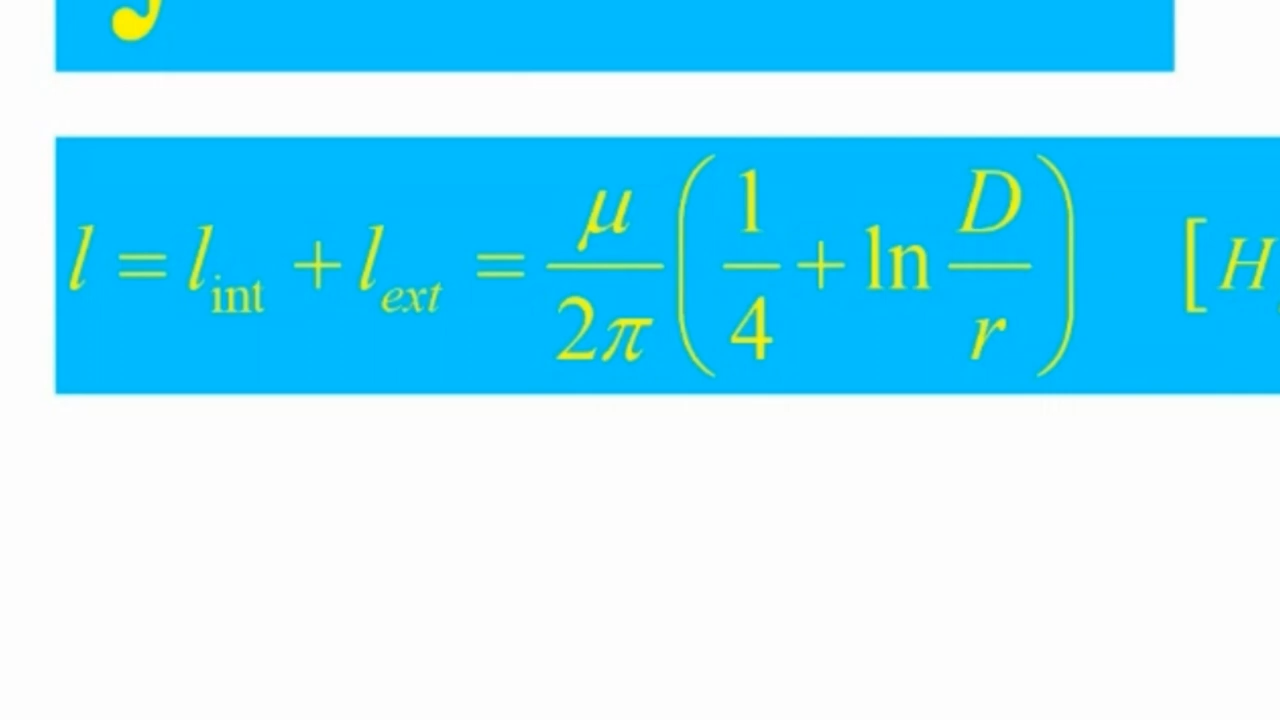 l = l_int + l_ext = μ/2π (1/4 + ln D/r) [H